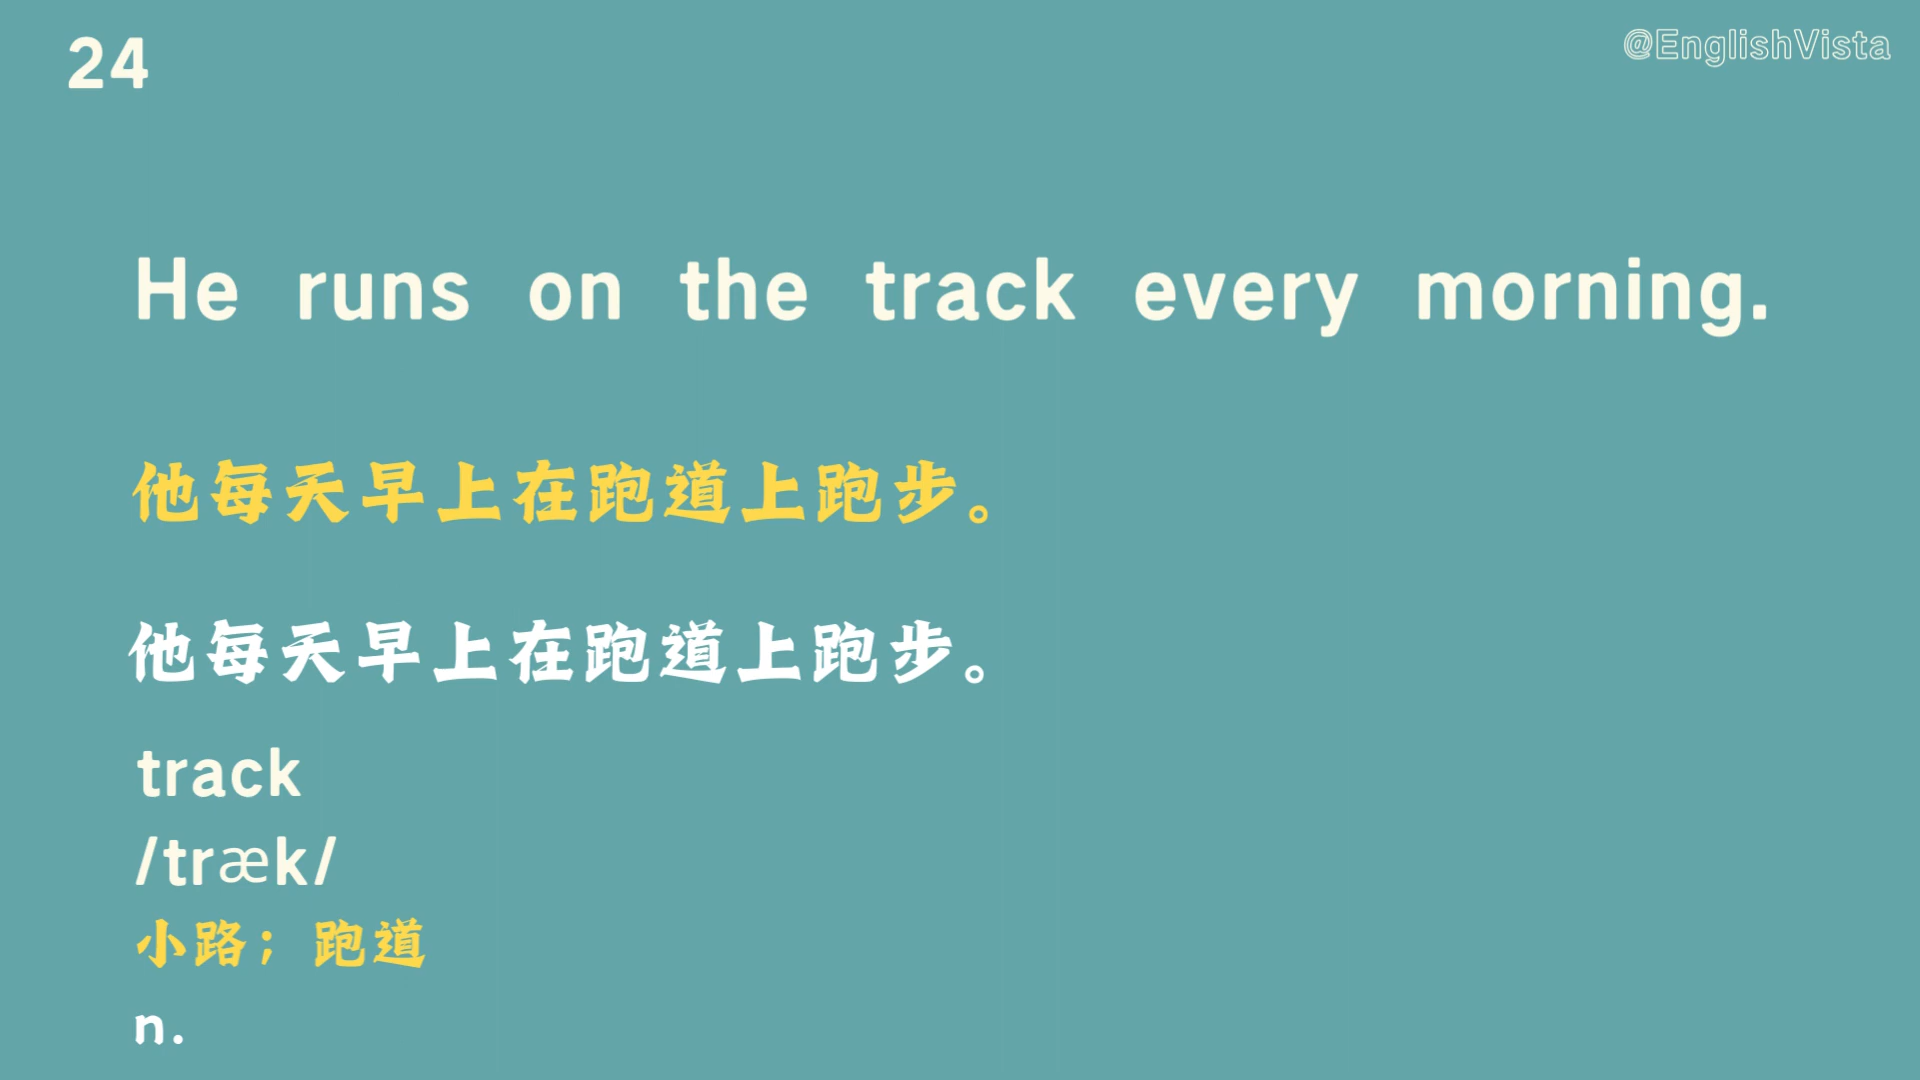 24
@EnglishVista
He runs on the track every morning.
他每天早上在跑道上跑步。
他每天早上在跑道上跑步。
track
/træk/
小路；跑道
n.